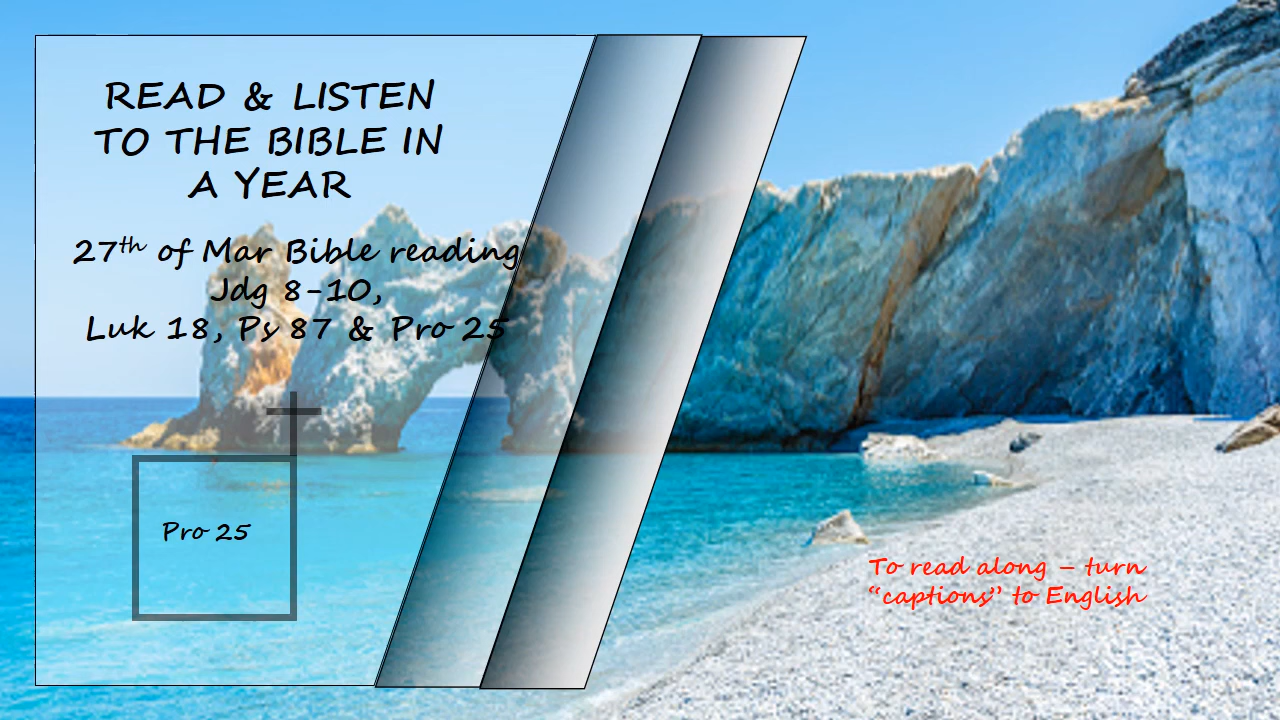 READ & LISTEN
TO THE BIBLE IN
A YEAR
27th of Mar Bible reading
Jdg 8-10,
Luk 18, Ps 87 & Pro 25
Pro 25
To read along – turn
“captions” to English